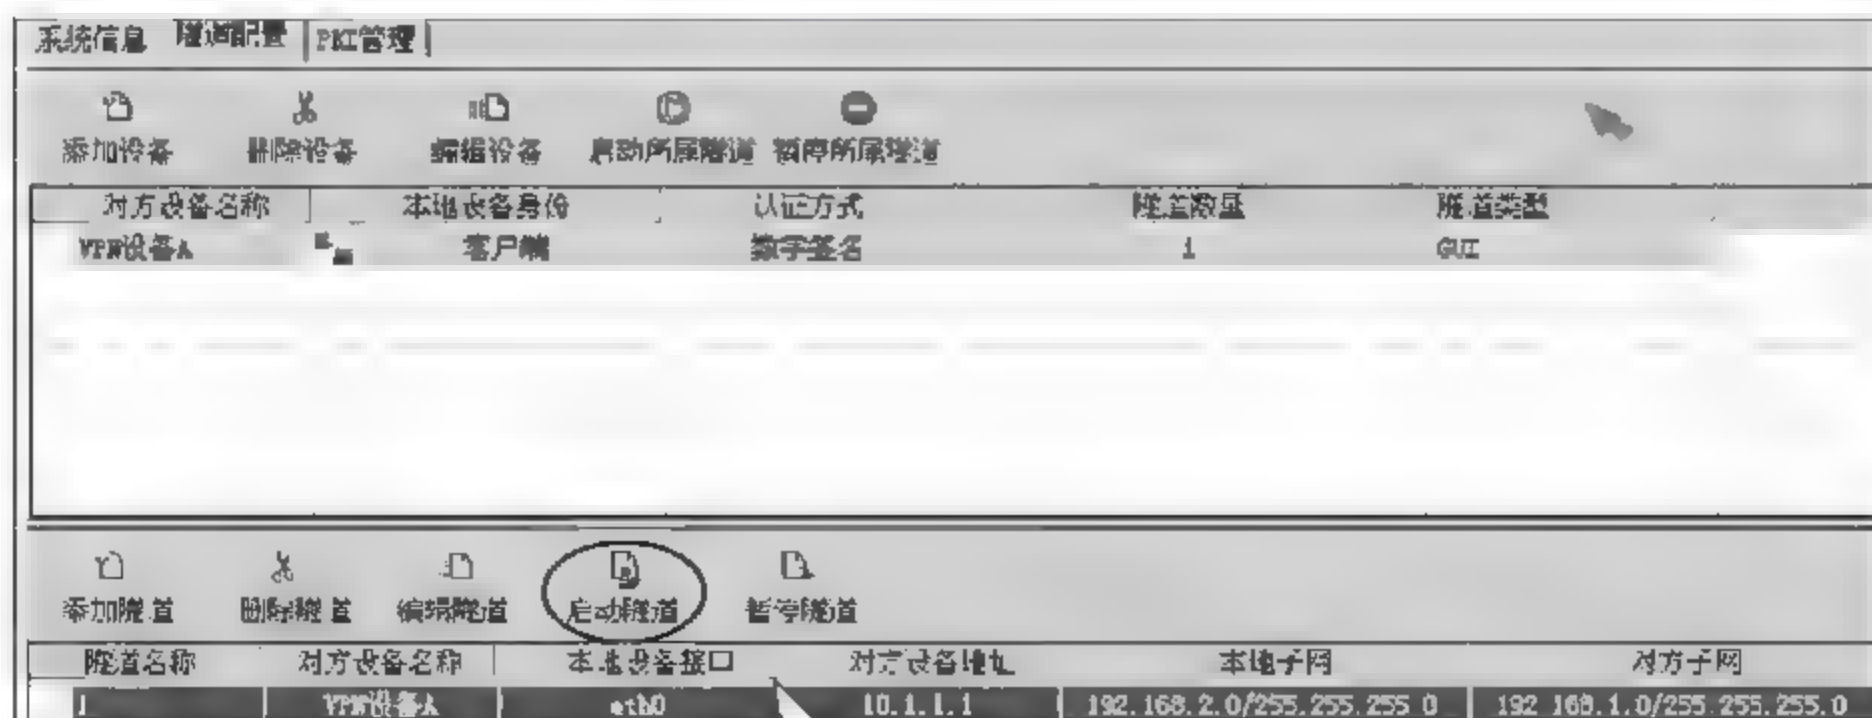 系统信息 隧道配置 PKI管理
添加设备 删除设备 编辑设备 启动所属隧道 暂停所属隧道
对方设备名称 本地设备身份 认证方式 隧道数量 隧道类型
VPN设备A 客户端 数字签名 1 GUI
添加隧道 删除隧道 编辑隧道 启动隧道 暂停隧道
隧道名称 对方设备名称 本地设备接口 对方设备地址 本地子网 对方子网
1 VPN设备A eth0 10.1.1.1 192.168.2.0/255.255.255.0 192.168.1.0/255.255.255.0